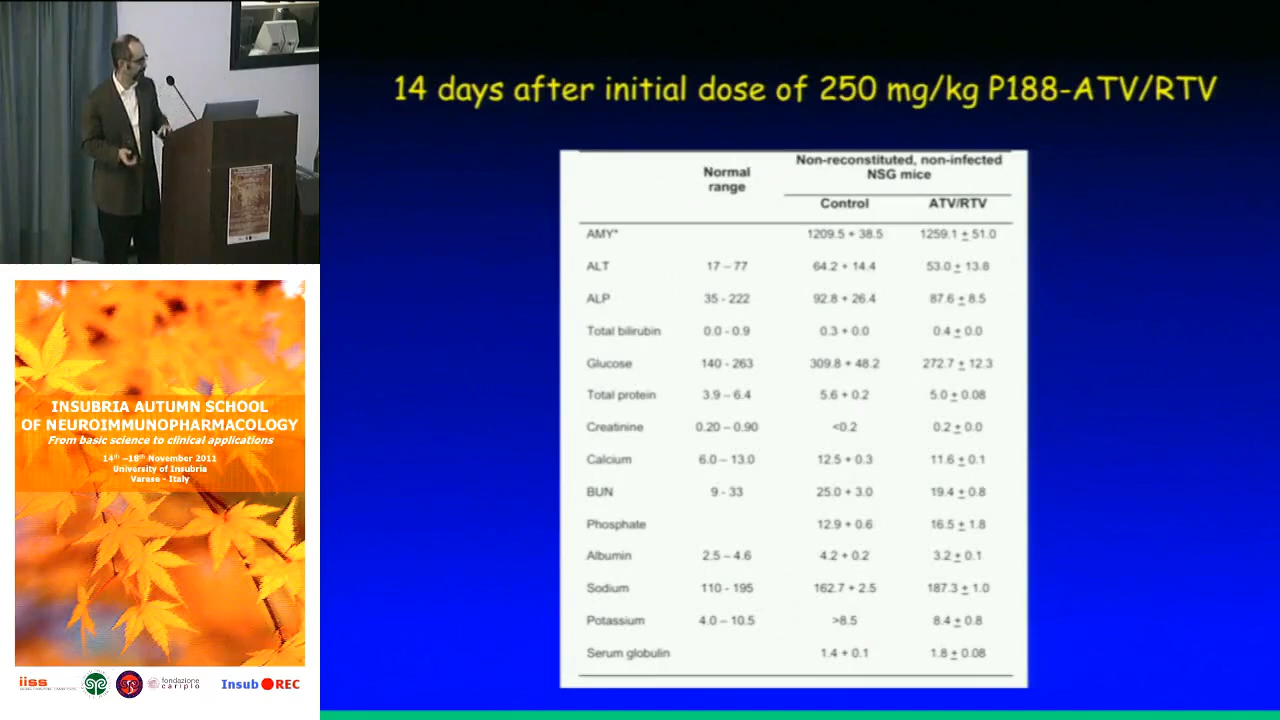 14 days after initial dose of 250 mg/kg P188-ATV/RTV
Normal range
Non-reconstituted, non-infected NSG mice
Control ATV/RTV
AMY* 1209.5 + 38.5 1259.1 ± 51.0
ALT 17 – 77 64.2 + 14.4 53.0 ± 13.8
ALP 35 - 222 92.8 + 26.4 87.6 ± 8.5
Total bilirubin 0.0 - 0.9 0.3 + 0.0 0.4 ± 0.0
Glucose 140 - 263 309.8 + 48.2 272.7 ± 12.3
Total protein 3.9 – 6.4 5.6 + 0.2 5.0 ± 0.08
Creatinine 0.20 – 0.90 <0.2 0.2 ± 0.0
Calcium 6.0 – 13.0 12.5 + 0.3 11.6 ± 0.1
BUN 9 - 33 25.0 + 3.0 19.4 ± 0.8
Phosphate 12.9 + 0.6 16.5 ± 1.8
Albumin 2.5 – 4.6 4.2 + 0.2 3.2 ± 0.1
Sodium 110 - 195 162.7 + 2.5 187.3 ± 1.0
Potassium 4.0 – 10.5 >8.5 8.4 ± 0.8
Serum globulin 1.4 + 0.1 1.8 ± 0.08
INSUBRIA AUTUMN SCHOOL
OF NEUROIMMUNOPHARMACOLOGY
From basic science to clinical applications
14th –18th November 2011
University of Insubria
Varese - Italy
iiss
fondazione
cariplo
Insub REC